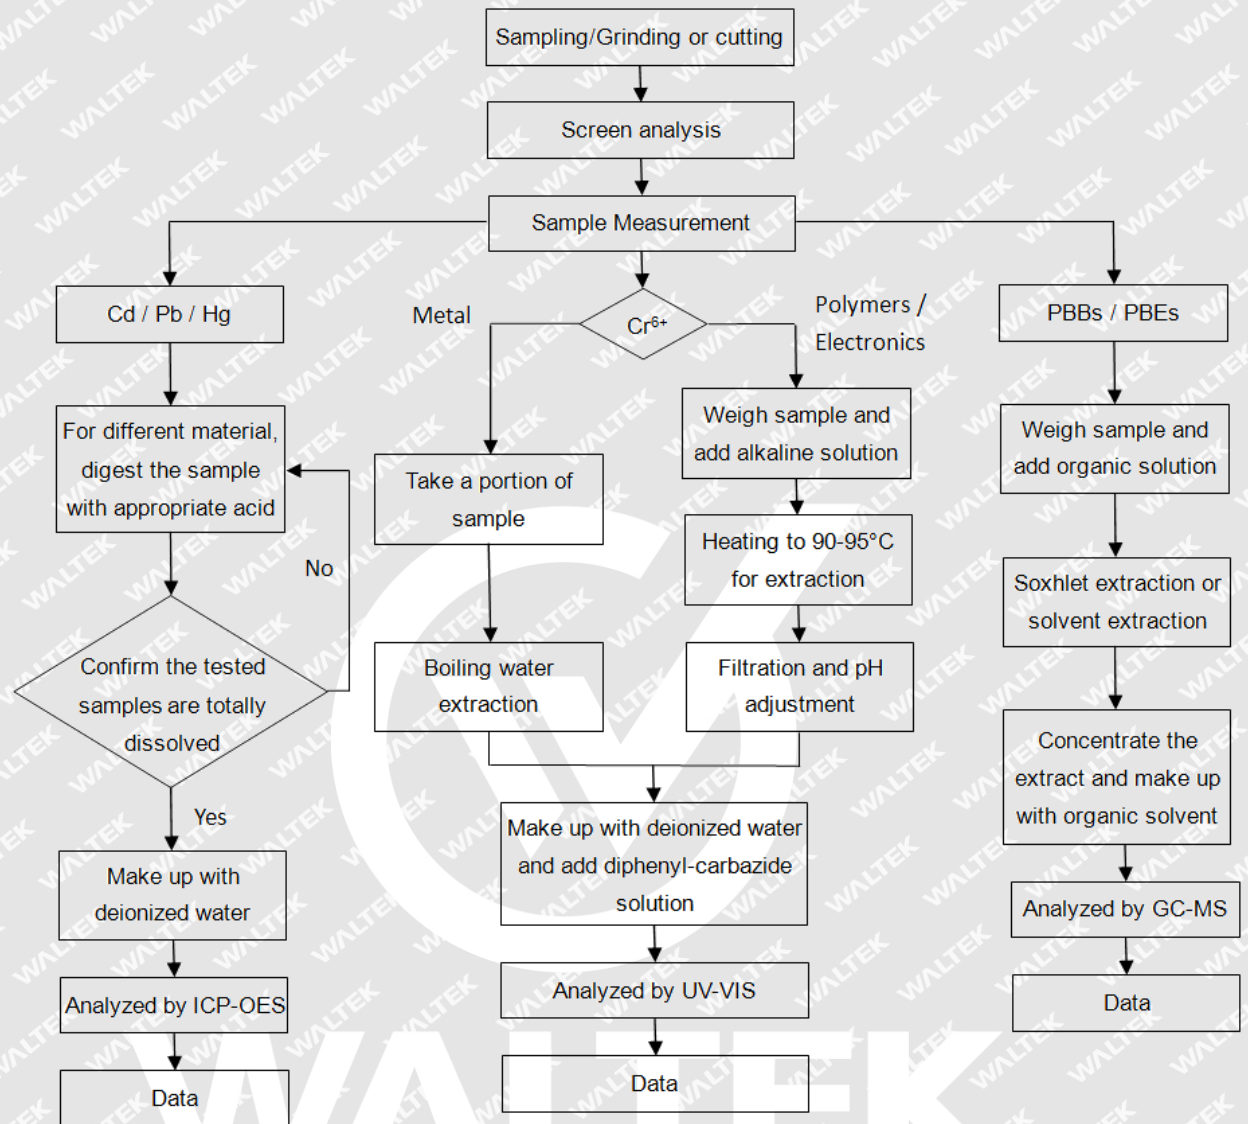 Sampling/Grinding or cutting
Screen analysis
Sample Measurement
Cd / Pb / Hg
For different material,
digest the sample
with appropriate acid
No
Confirm the tested
samples are totally
dissolved
Yes
Make up with
deionized water
Analyzed by ICP-OES
Data
Metal
Cr6+
Polymers /
Electronics
Take a portion of
sample
Boiling water
extraction
Weigh sample and
add alkaline solution
Heating to 90-95°C
for extraction
Filtration and pH
adjustment
Make up with deionized water
and add diphenyl-carbazide
solution
Analyzed by UV-VIS
Data
PBBs / PBEs
Weigh sample and
add organic solution
Soxhlet extraction or
solvent extraction
Concentrate the
extract and make up
with organic solvent
Analyzed by GC-MS
Data
WALTEK